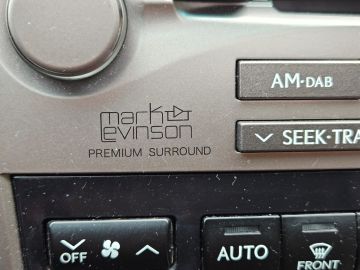 AM·DAB
mark
levinson
SEEK·TRA
PREMIUM SURROUND
OFF
AUTO
FRONT